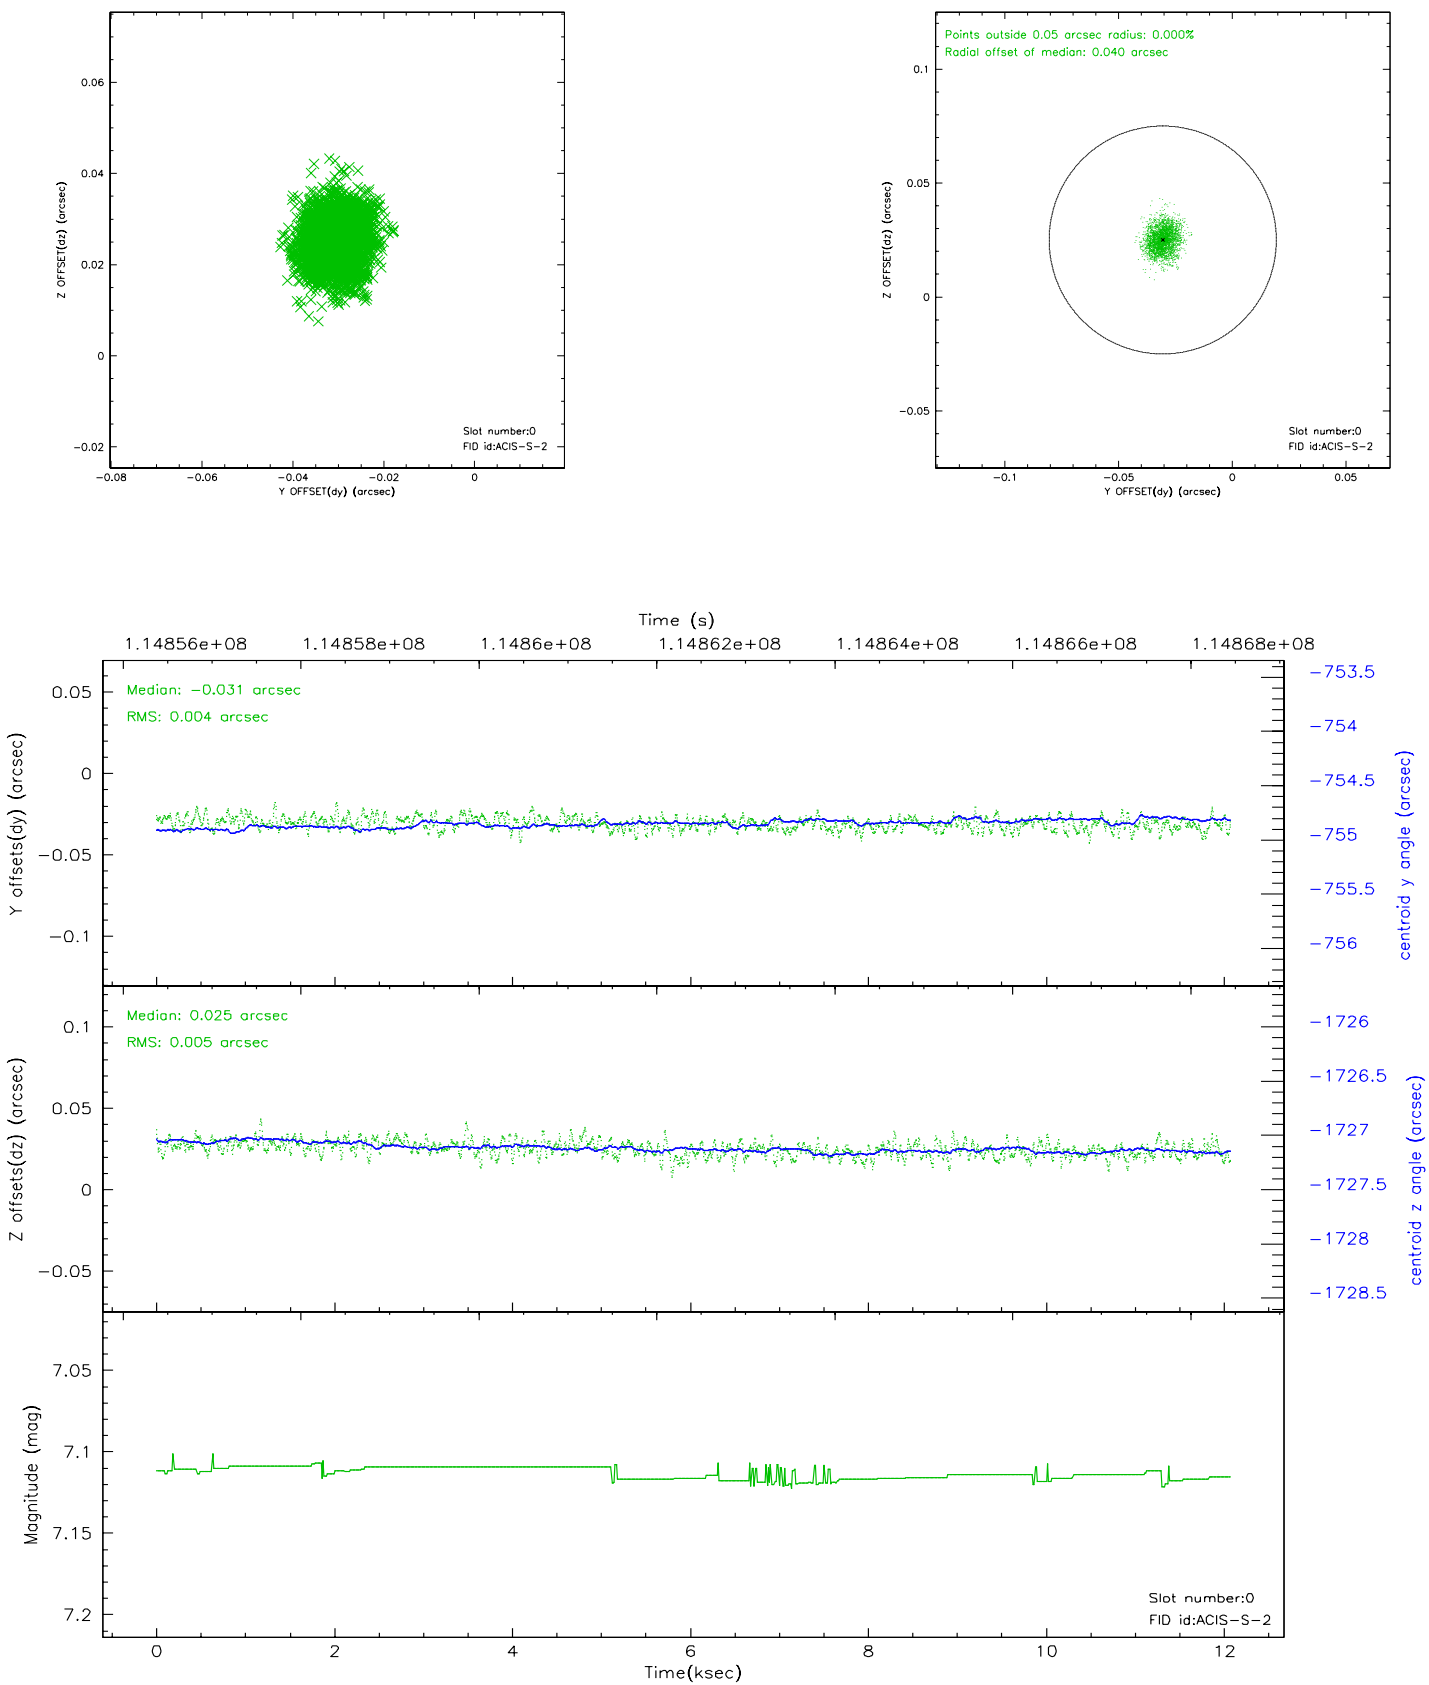 0.06
0.04
0.02
0
−0.02
Z OFFSET(dz) (arcsec)
−0.08 −0.06 −0.04 −0.02 0
Y OFFSET(dy) (arcsec)
Slot number:0
FID id:ACIS−S−2
Points outside 0.05 arcsec radius: 0.000%
Radial offset of median: 0.040 arcsec
0.1
0.05
0
−0.05
Z OFFSET(dz) (arcsec)
−0.1 −0.05 0 0.05
Y OFFSET(dy) (arcsec)
Slot number:0
FID id:ACIS−S−2
Time (s)
1.14856e+08 1.14858e+08 1.1486e+08 1.14862e+08 1.14864e+08 1.14866e+08 1.14868e+08
Median: −0.031 arcsec
RMS: 0.004 arcsec
0.05
0
−0.05
−0.1
Y offsets(dy) (arcsec)
−753.5
−754
−754.5
−755
−755.5
−756
centroid y angle (arcsec)
Median: 0.025 arcsec
RMS: 0.005 arcsec
0.1
0.05
0
−0.05
Z offsets(dz) (arcsec)
−1726
−1726.5
−1727
−1727.5
−1728
−1728.5
centroid z angle (arcsec)
7.05
7.1
7.15
7.2
Magnitude (mag)
Slot number:0
FID id:ACIS−S−2
0 2 4 6 8 10 12
Time(ksec)